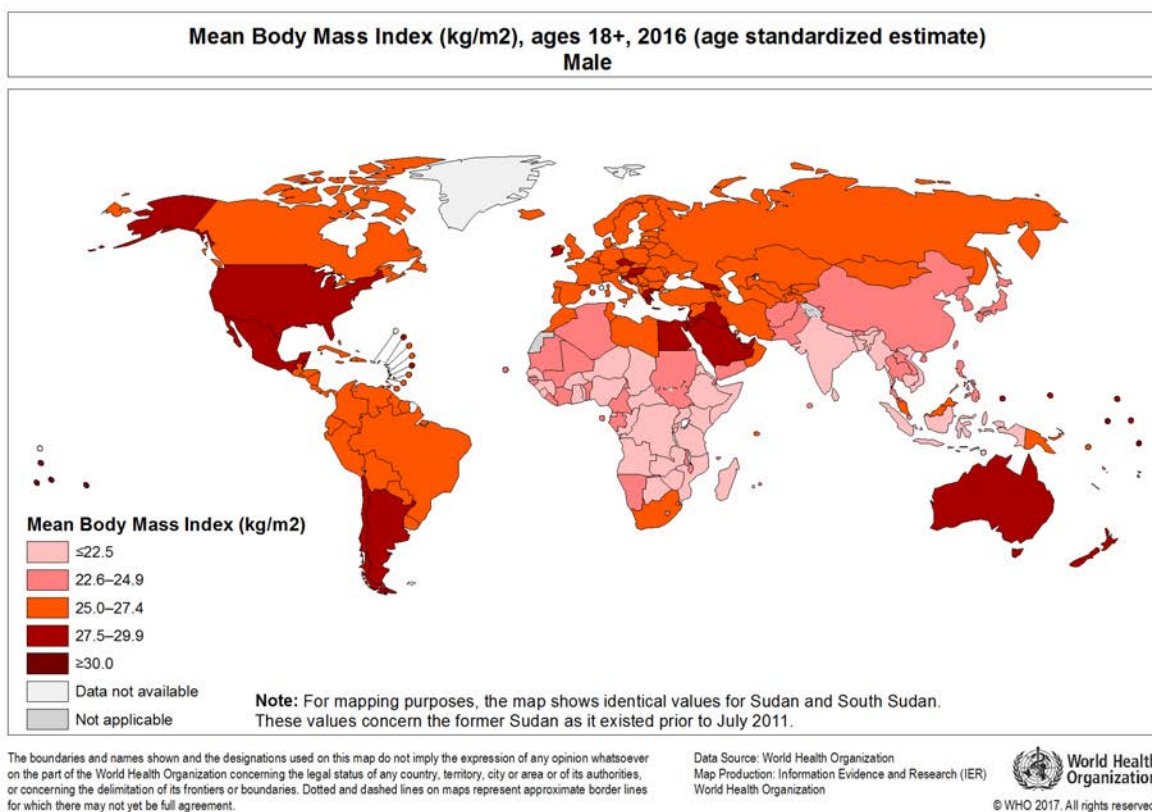 Mean Body Mass Index (kg/m2), ages 18+, 2016 (age standardized estimate)
Male
Mean Body Mass Index (kg/m2)
≤22.5
22.6–24.9
25.0–27.4
27.5–29.9
≥30.0
Data not available
Not applicable
Note: For mapping purposes, the map shows identical values for Sudan and South Sudan.
These values concern the former Sudan as it existed prior to July 2011.
The boundaries and names shown and the designations used on this map do not imply the expression of any opinion whatsoever
on the part of the World Health Organization concerning the legal status of any country, territory, city or area or of its authorities,
or concerning the delimitation of its frontiers or boundaries. Dotted and dashed lines on maps represent approximate border lines
for which there may not yet be full agreement.
Data Source: World Health Organization
Map Production: Information Evidence and Research (IER)
World Health Organization
World Health
Organization
© WHO 2017. All rights reserved